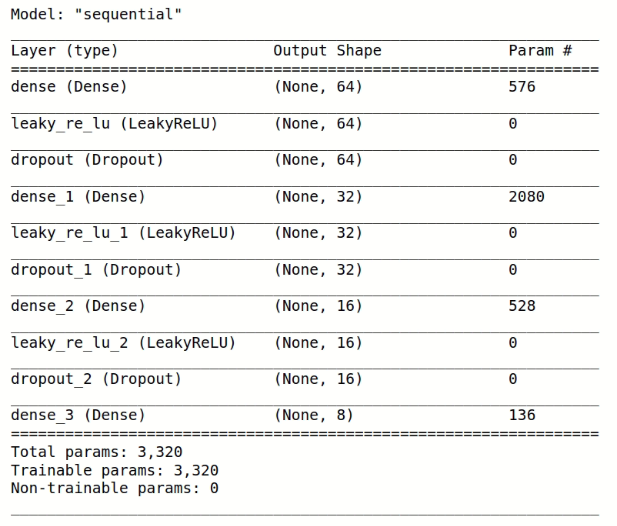 Model: "sequential"
Layer (type) Output Shape Param #
dense (Dense) (None, 64) 576
leaky_re_lu (LeakyReLU) (None, 64) 0
dropout (Dropout) (None, 64) 0
dense_1 (Dense) (None, 32) 2080
leaky_re_lu_1 (LeakyReLU) (None, 32) 0
dropout_1 (Dropout) (None, 32) 0
dense_2 (Dense) (None, 16) 528
leaky_re_lu_2 (LeakyReLU) (None, 16) 0
dropout_2 (Dropout) (None, 16) 0
dense_3 (Dense) (None, 8) 136
Total params: 3,320
Trainable params: 3,320
Non-trainable params: 0